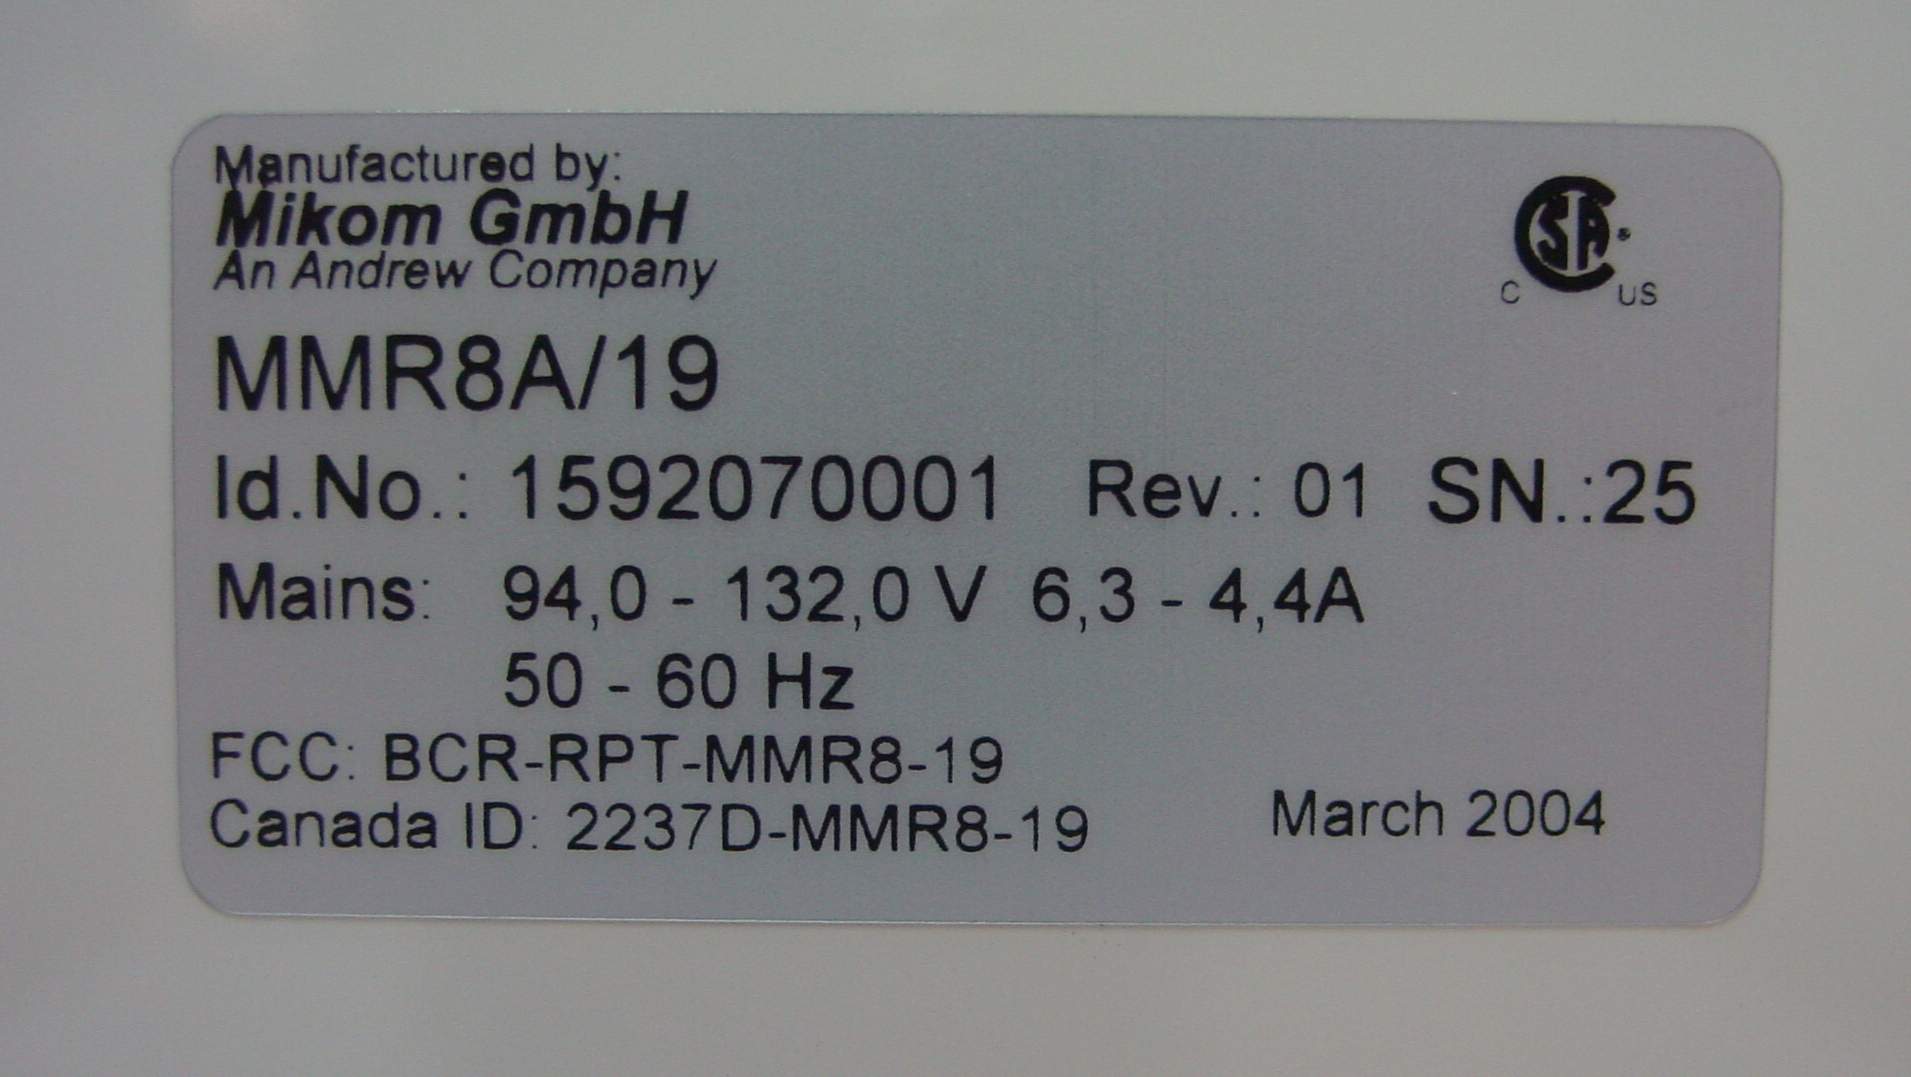 Manufactured by:
Mikom GmbH
An Andrew Company
CSA®
C US
MMR8A/19
Id.No.: 1592070001 Rev.: 01 SN.:25
Mains: 94,0 - 132,0 V 6,3 - 4,4A
50 - 60 Hz
FCC: BCR-RPT-MMR8-19
Canada ID: 2237D-MMR8-19 March 2004